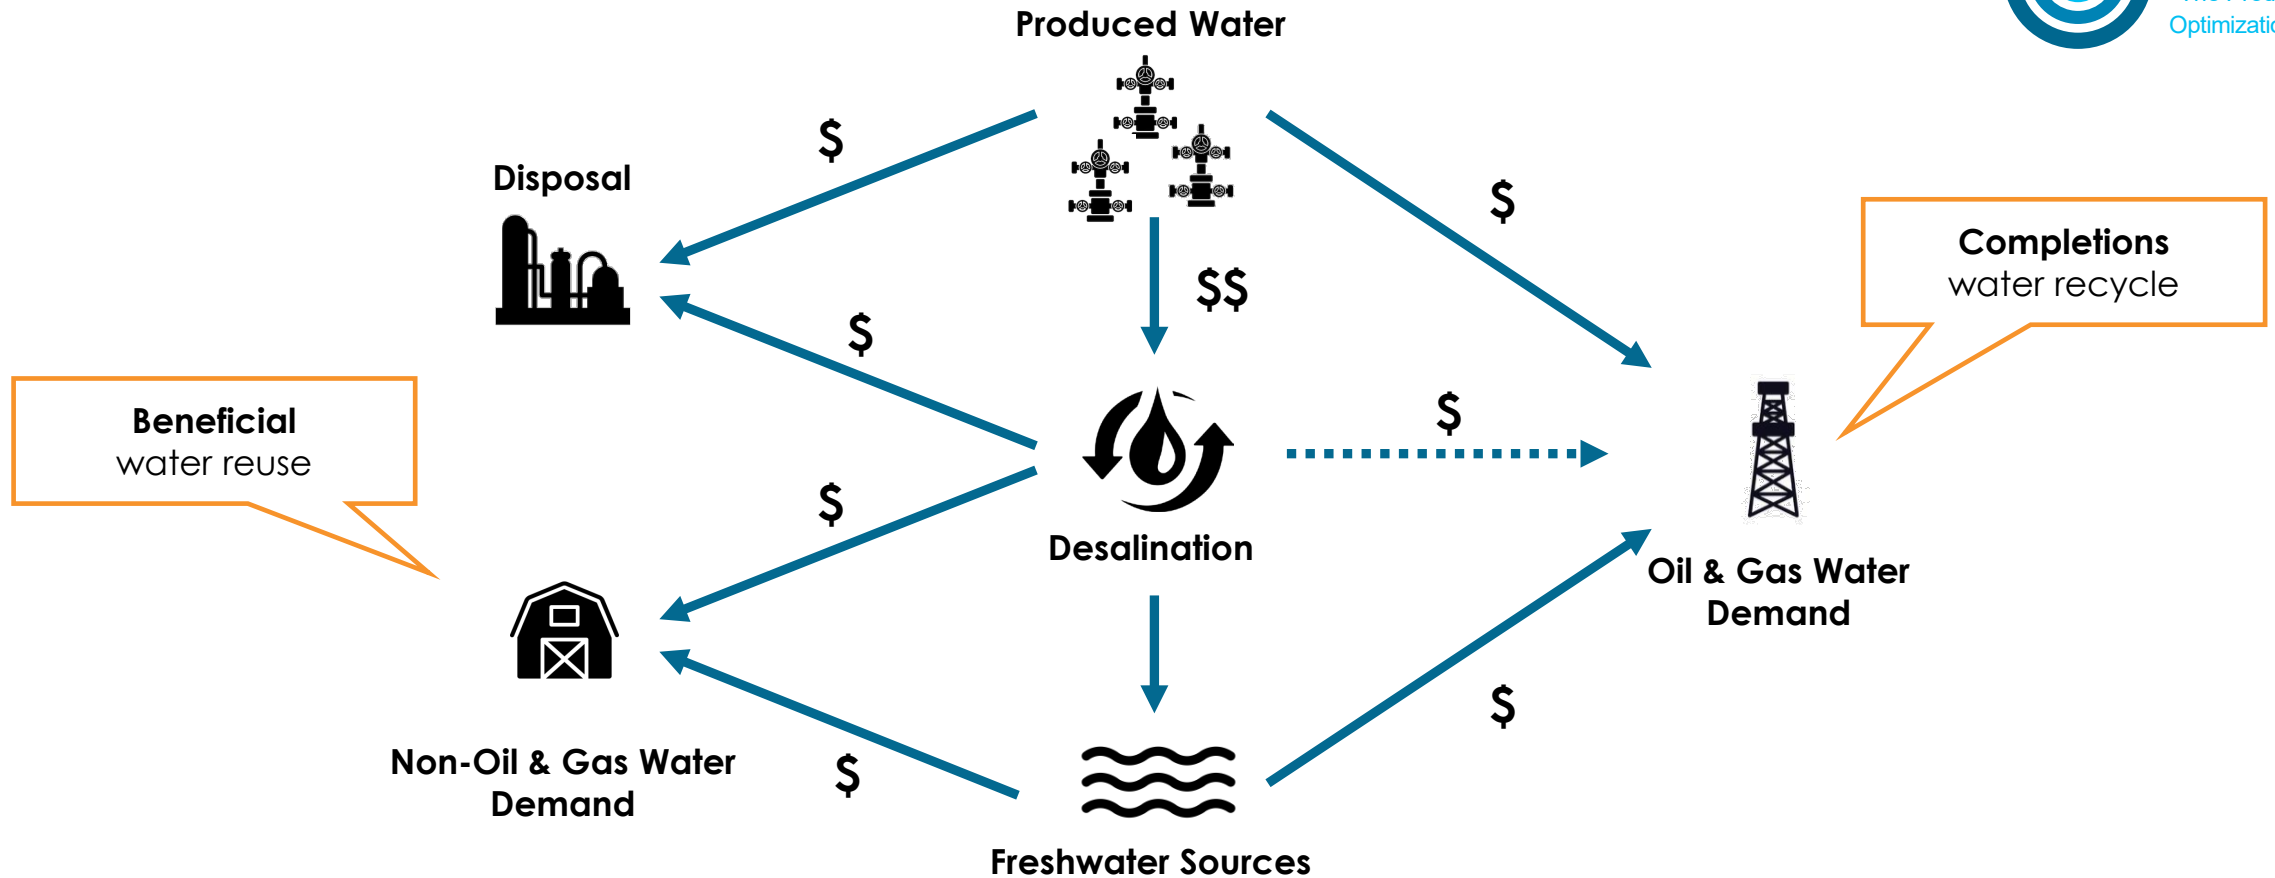 Produced Water
Optimizatio
$
Disposal
$
$$
Completions
water recycle
$
Beneficial
water reuse
$
$
Desalination
Oil & Gas Water
Demand
$
Non-Oil & Gas Water
Demand
$
Freshwater Sources